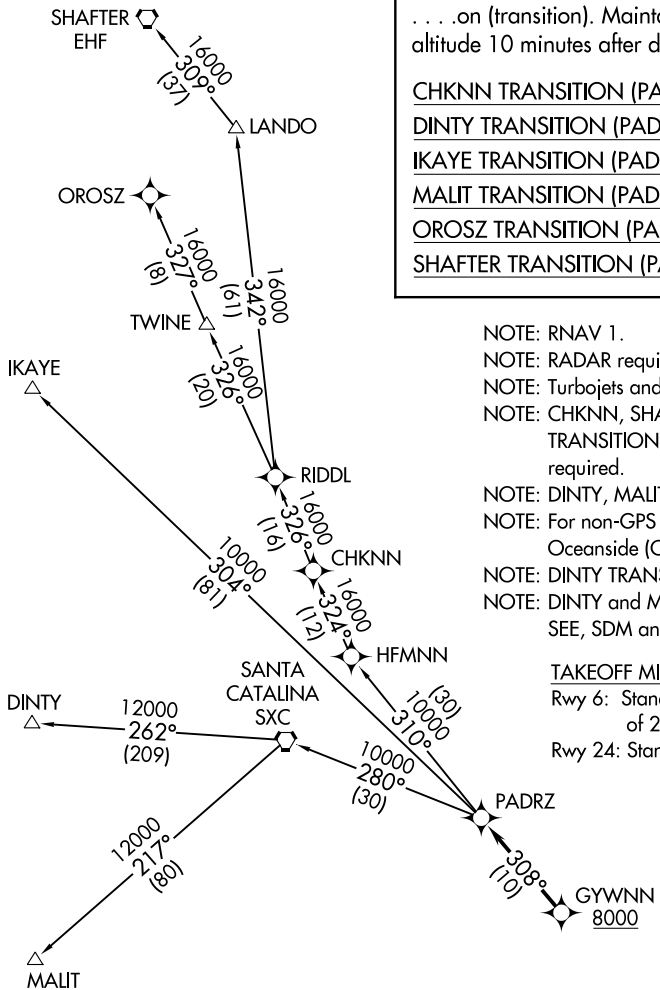 . . . .on (transition). Mainta
altitude 10 minutes after d
CHKNN TRANSITION (PA
DINTY TRANSITION (PAD
IKAYE TRANSITION (PAD
MALIT TRANSITION (PAD
OROSZ TRANSITION (PA
SHAFTER TRANSITION (PA
SHAFTER
EHF
16000
309°
(37)
LANDO
OROSZ
16000
327°
(8)
16000
342°
(61)
TWINE
16000
326°
(20)
IKAYE
RIDDL
16000
326°
(16)
10000
304°
(81)
CHKNN
16000
324°
(12)
HFMNN
(30)
10000
310°
SANTA
CATALINA
SXC
DINTY
12000
262°
(209)
10000
280°
(30)
PADRZ
12000
217°
(80)
308°
(10)
GYWNN
8000
MALIT
NOTE: RNAV 1.
NOTE: RADAR requi
NOTE: Turbojets and
NOTE: CHKNN, SHA
TRANSITION
required.
NOTE: DINTY, MALIT
NOTE: For non-GPS
Oceanside (O
NOTE: DINTY TRANS
NOTE: DINTY and M
SEE, SDM an
TAKEOFF MI
Rwy 6: Stand
of 2
Rwy 24: Stan